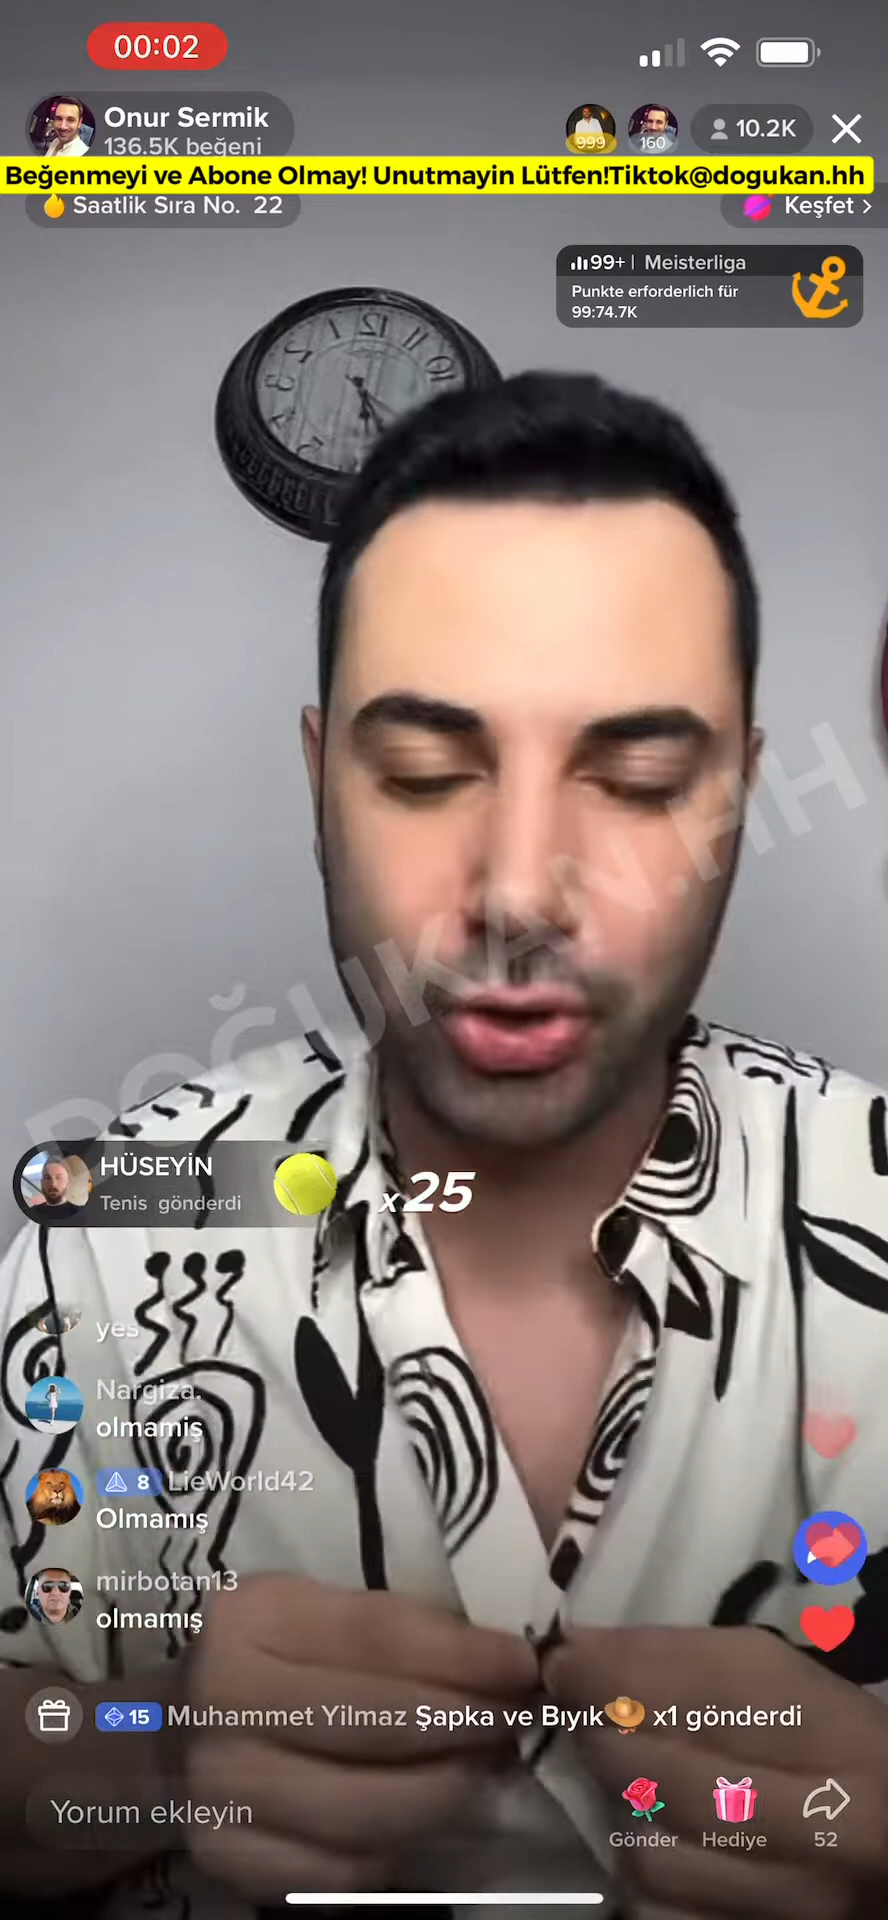 00:02
Onur Sermik
136.5K beğeni
999
160
10.2K
Beğenmeyi ve Abone Olmay! Unutmayin Lütfen!Tiktok@dogukan.hh
Saatlik Sıra No. 22
Keşfet >
99+ | Meisterliga
Punkte erforderlich für
99:74.7K
DOĞUKAN.HH
HÜSEYİN
Tenis gönderdi
x25
yes
Nargiza.
olmamiş
8 LieWorld42
Olmamış
mirbotan13
olmamış
15 Muhammet Yilmaz Şapka ve Bıyık x1 gönderdi
Yorum ekleyin
Gönder
Hediye
52